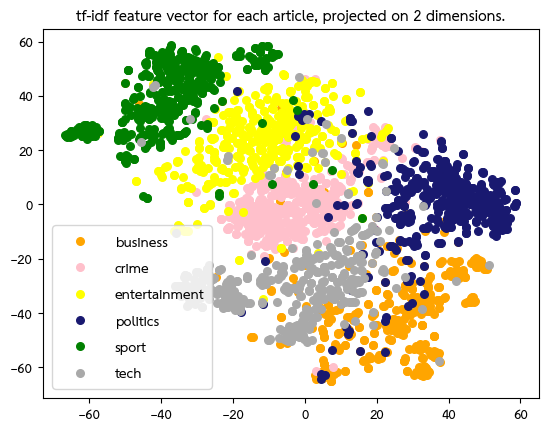 tf-idf feature vector for each article, projected on 2 dimensions.
60
40
20
0
−20
−40
−60
business
crime
entertainment
politics
sport
tech
−60 −40 −20 0 20 40 60